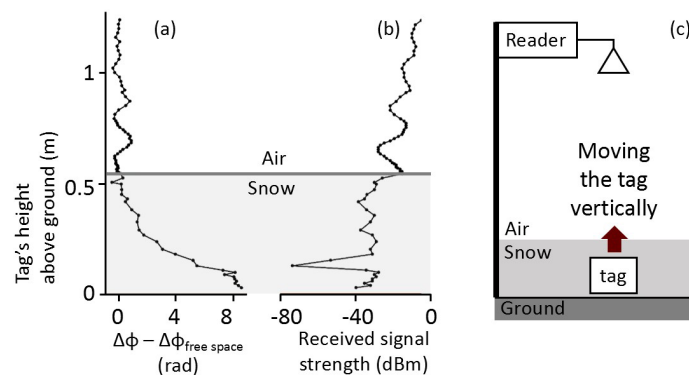 (a)
(b)
(c)
Tag's height
above ground (m)
1
0.5
0
Air
Snow
0
4
8
-80
-40
0
Δϕ – Δϕfree space
(rad)
Received signal
strength (dBm)
Reader
Moving
the tag
vertically
Air
Snow
tag
Ground